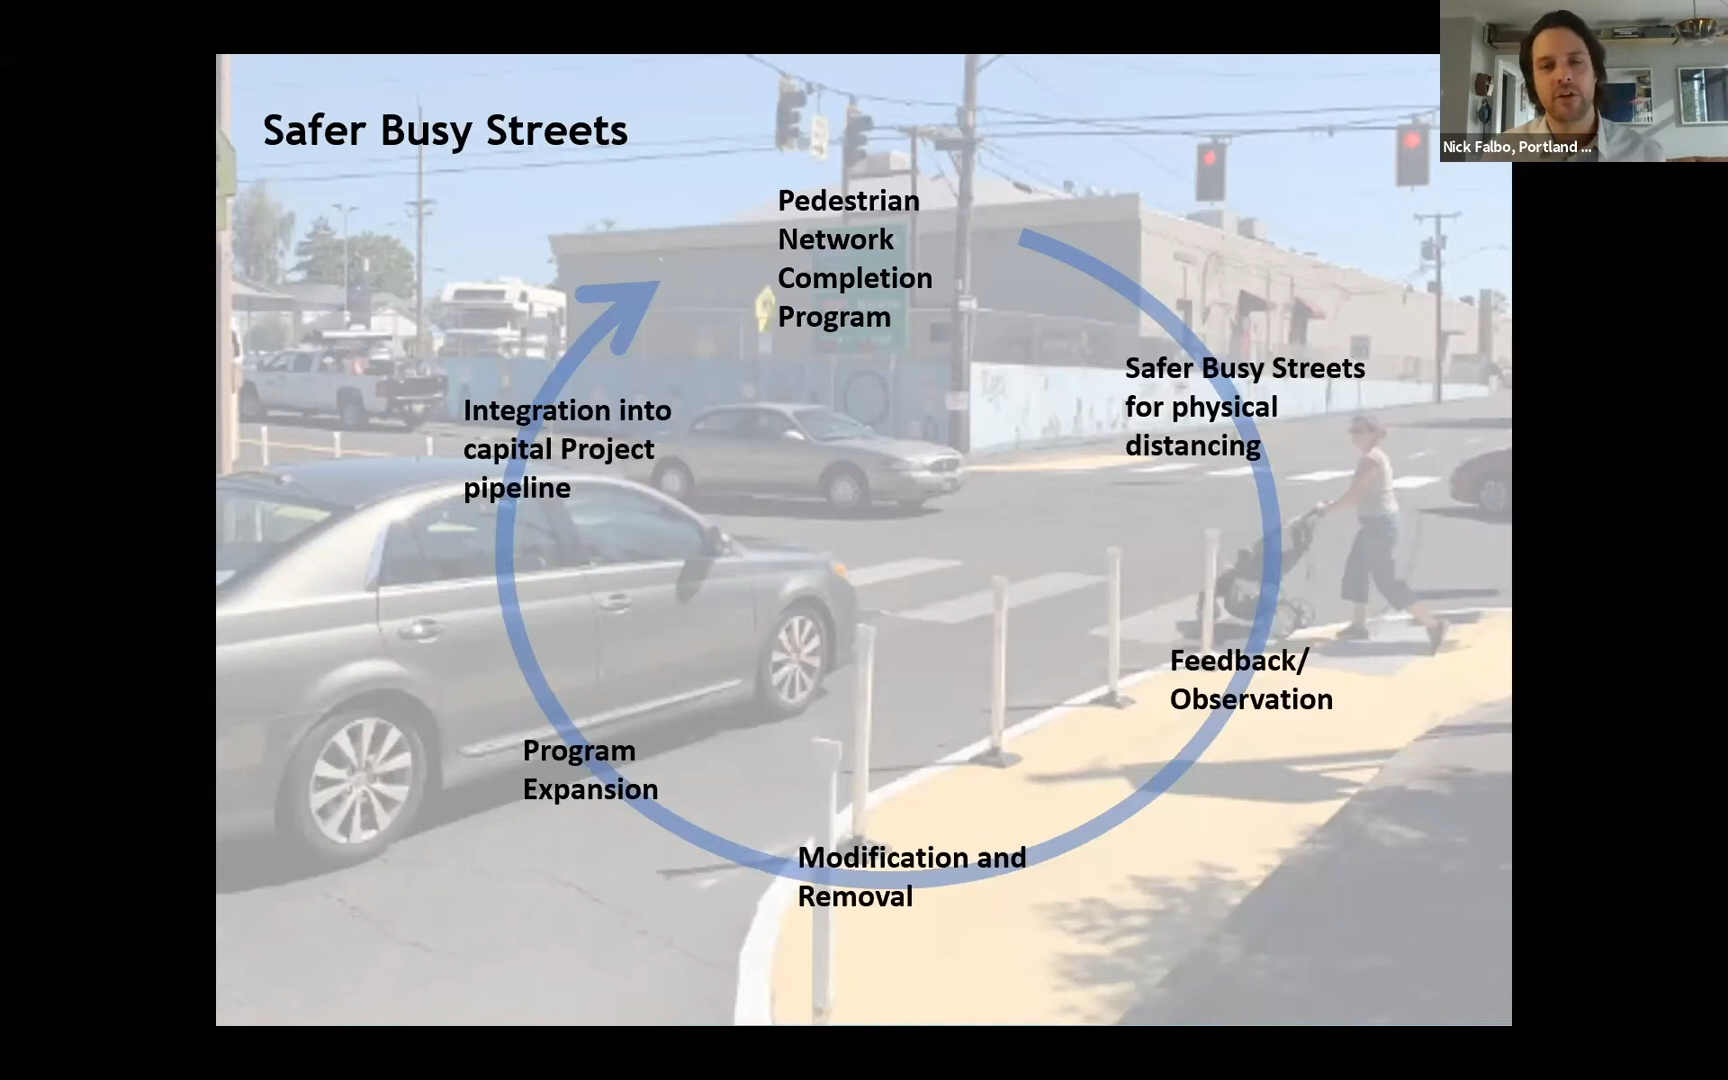 Safer Busy Streets
Nick Falbo, Portland ...
Pedestrian
Network
Completion
Program
Safer Busy Streets
for physical
distancing
Feedback/
Observation
Modification and
Removal
Program
Expansion
Integration into
capital Project
pipeline